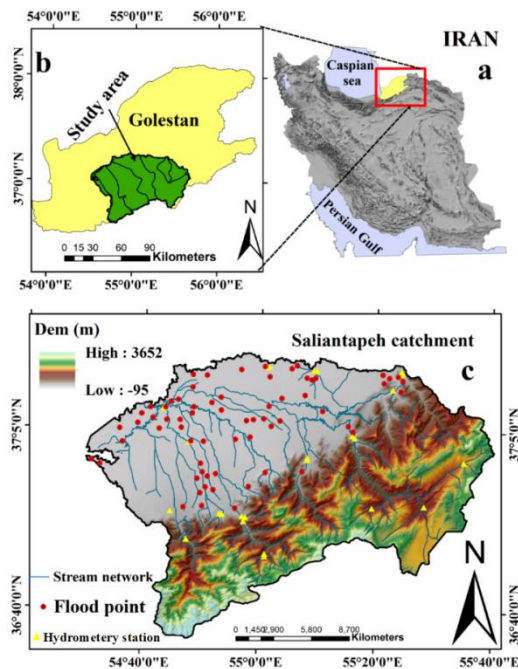 54°0'0"E 55°0'0"E 56°0'0"E
b
38°0'0"N
37°0'0"N
Study area
Golestan
N
0 15 30 60 90
Kilometers
54°0'0"E 55°0'0"E 56°0'0"E
IRAN
a
Caspian sea
Persian Gulf
Dem (m)
High : 3652
Low : -95
Saliantapeh catchment
c
37°5'0"N
36°40'0"N
37°5'0"N
36°40'0"N
Stream network
Flood point
Hydrometery station
0 1,450 2,900 5,800 8,700
Kilometers
N
54°40'0"E 55°0'0"E 55°20'0"E 55°40'0"E